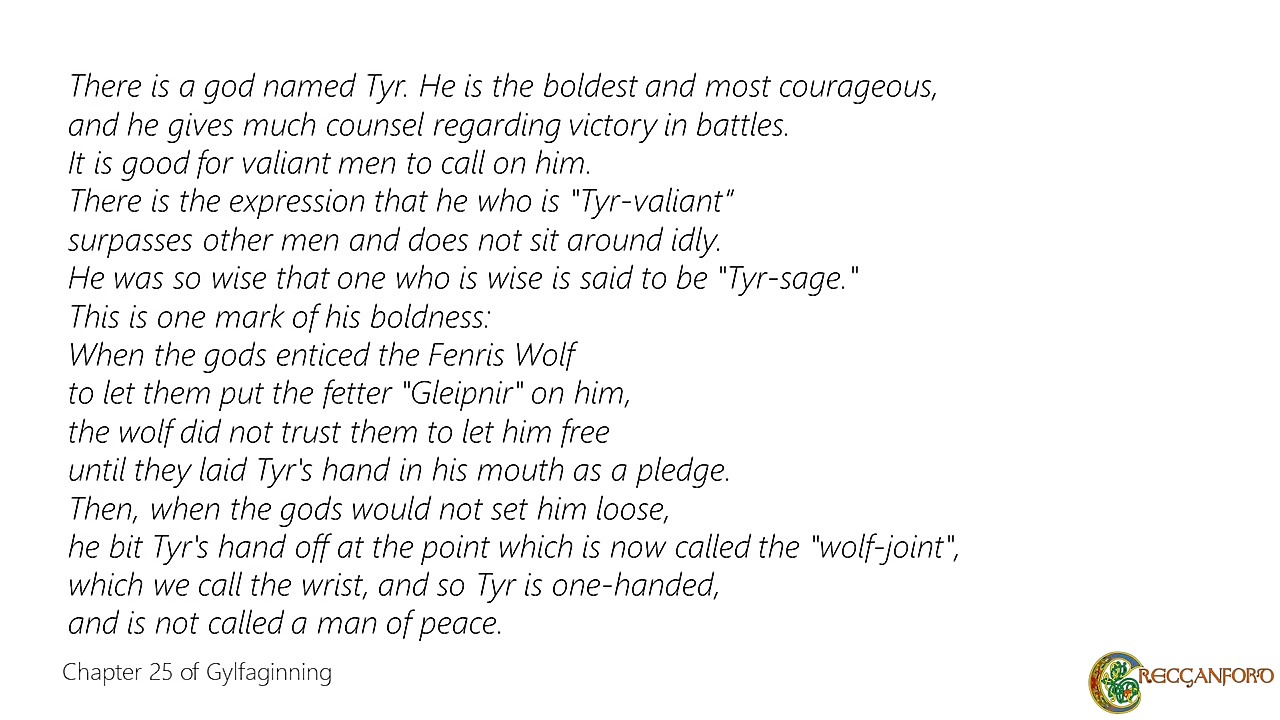 There is a god named Tyr. He is the boldest and most courageous,
and he gives much counsel regarding victory in battles.
It is good for valiant men to call on him.
There is the expression that he who is "Tyr-valiant”
surpasses other men and does not sit around idly.
He was so wise that one who is wise is said to be "Tyr-sage."
This is one mark of his boldness:
When the gods enticed the Fenris Wolf
to let them put the fetter "Gleipnir" on him,
the wolf did not trust them to let him free
until they laid Tyr's hand in his mouth as a pledge.
Then, when the gods would not set him loose,
he bit Tyr's hand off at the point which is now called the "wolf-joint",
which we call the wrist, and so Tyr is one-handed,
and is not called a man of peace.
Chapter 25 of Gylfaginning
CRECGANFORD